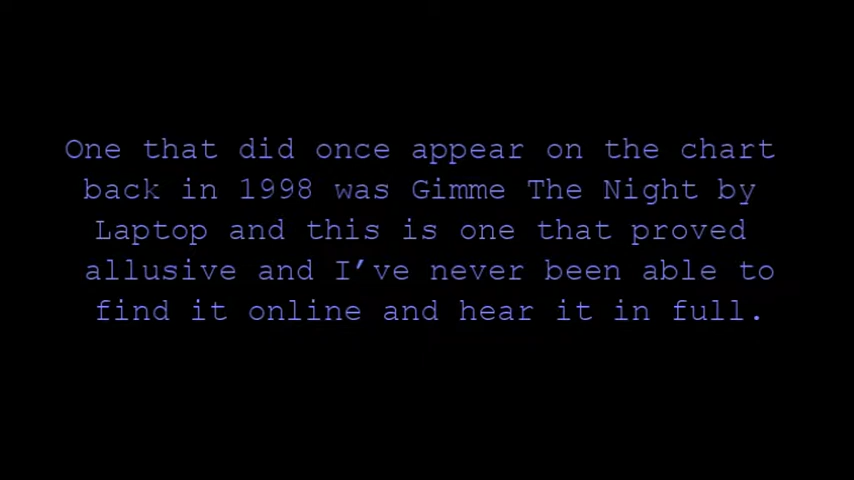 One that did once appear on the chart
back in 1998 was Gimme The Night by
Laptop and this is one that proved
allusive and I’ve never been able to
find it online and hear it in full.